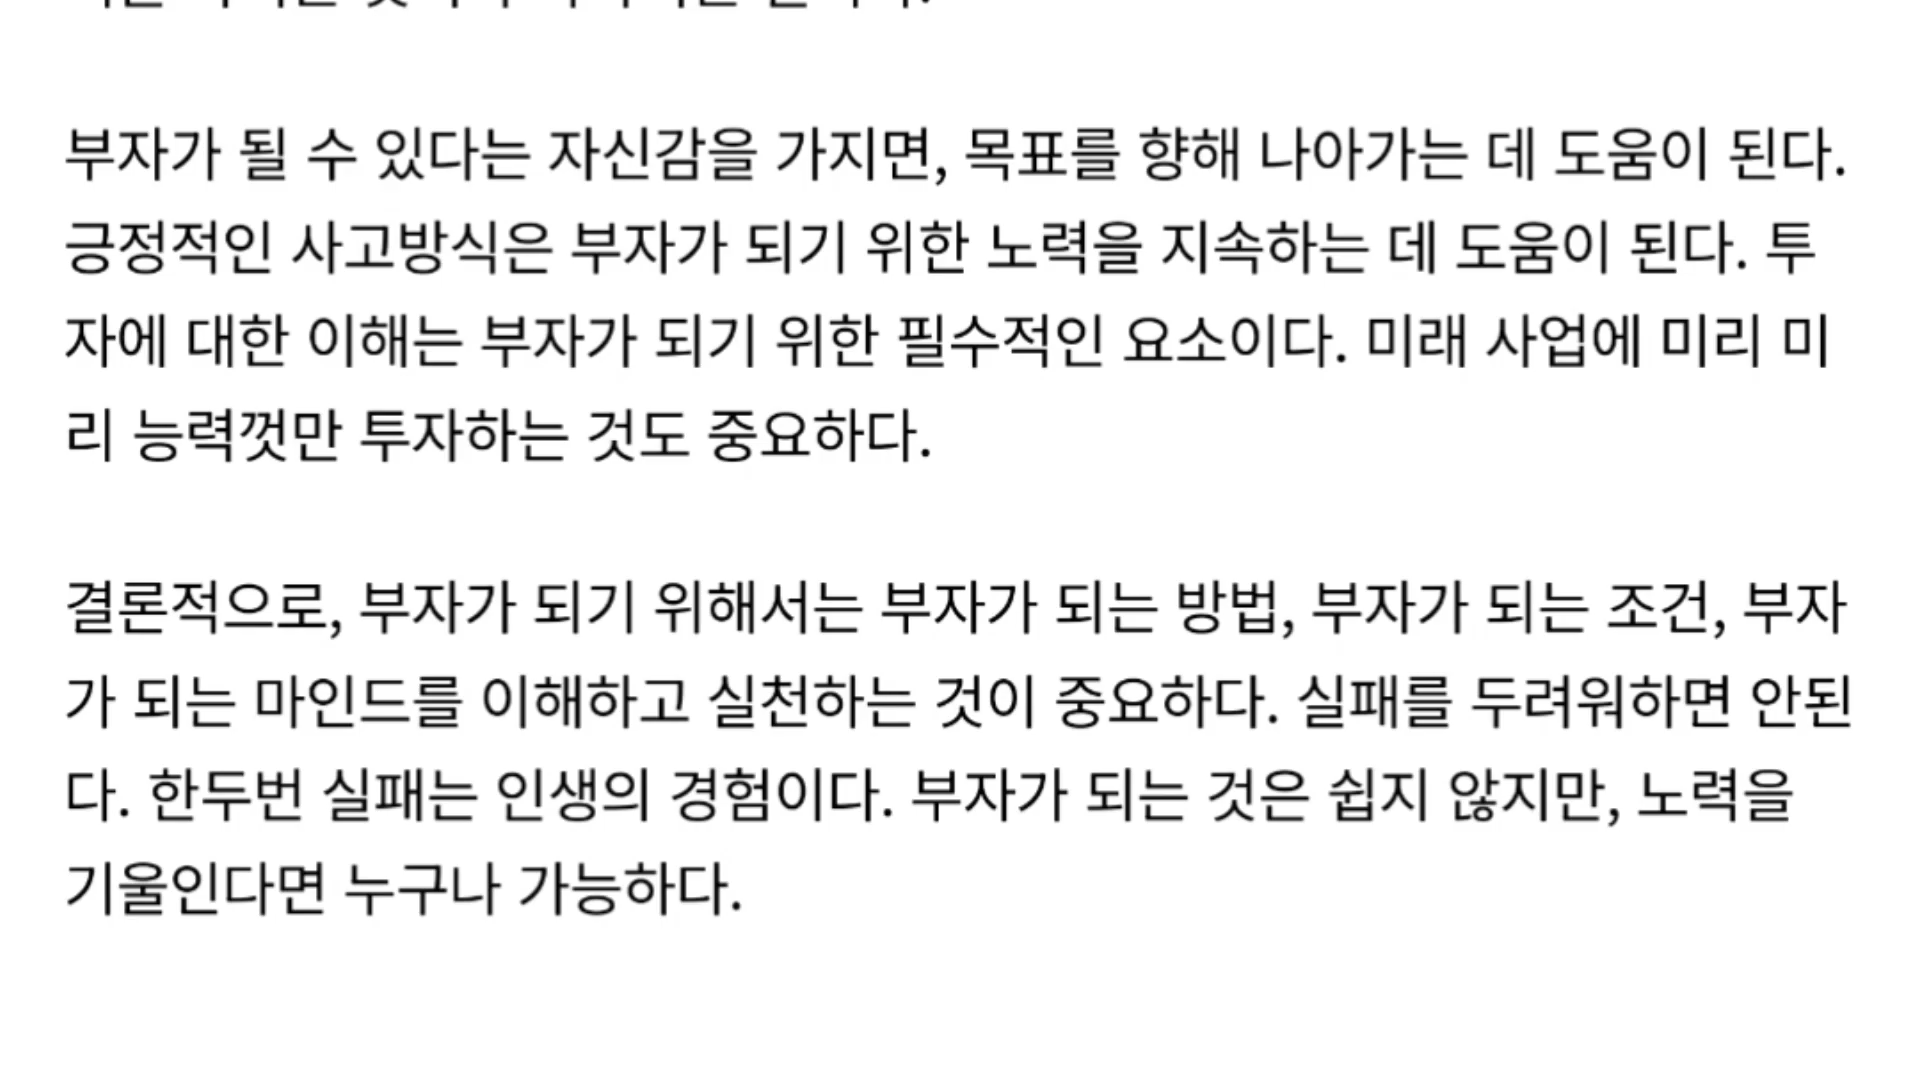 부자가 될 수 있다는 자신감을 가지면, 목표를 향해 나아가는 데 도움이 된다.
긍정적인 사고방식은 부자가 되기 위한 노력을 지속하는 데 도움이 된다. 투
자에 대한 이해는 부자가 되기 위한 필수적인 요소이다. 미래 사업에 미리 미
리 능력껏만 투자하는 것도 중요하다.
결론적으로, 부자가 되기 위해서는 부자가 되는 방법, 부자가 되는 조건, 부자
가 되는 마인드를 이해하고 실천하는 것이 중요하다. 실패를 두려워하면 안된
다. 한두번 실패는 인생의 경험이다. 부자가 되는 것은 쉽지 않지만, 노력을
기울인다면 누구나 가능하다.